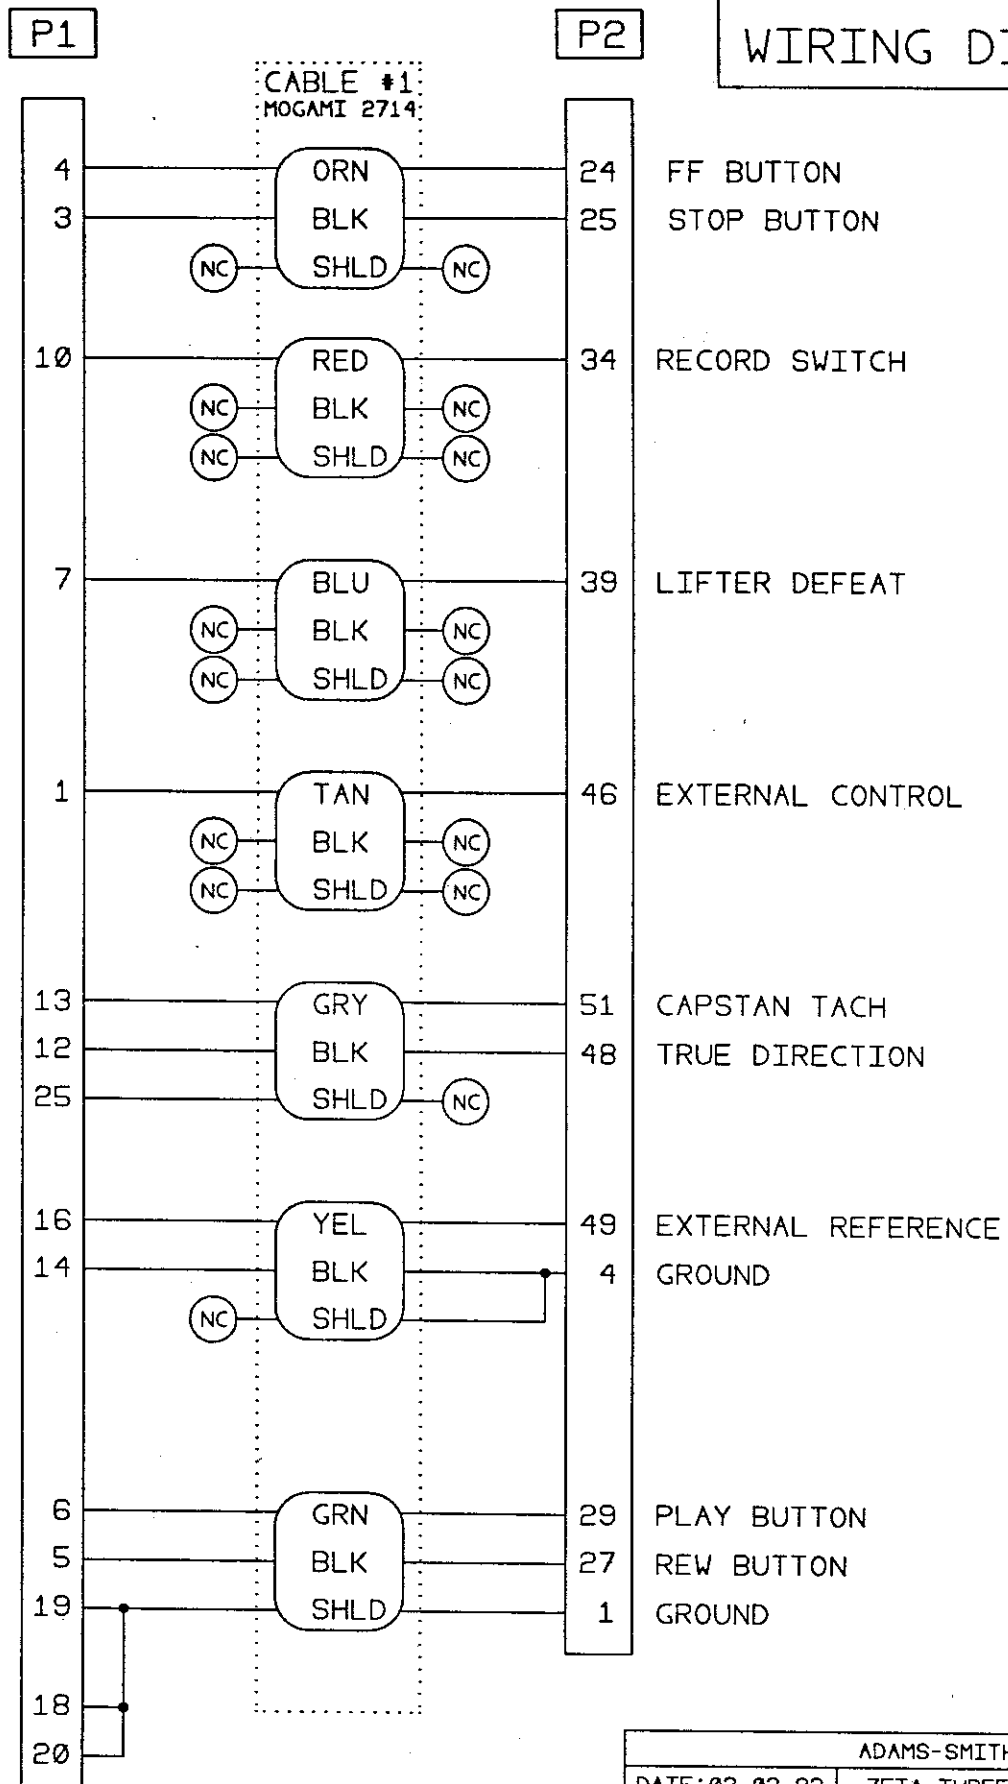 P1 P2 WIRING DI
CABLE #1
MOGAMI 2714
4 ORN 24 FF BUTTON
3 BLK 25 STOP BUTTON
NC SHLD NC
10 RED 34 RECORD SWITCH
NC BLK NC
NC SHLD NC
7 BLU 39 LIFTER DEFEAT
NC BLK NC
NC SHLD NC
1 TAN 46 EXTERNAL CONTROL
NC BLK NC
NC SHLD NC
13 GRY 51 CAPSTAN TACH
12 BLK 48 TRUE DIRECTION
25 SHLD NC
16 YEL 49 EXTERNAL REFERENCE
14 BLK 4 GROUND
NC SHLD
6 GRN 29 PLAY BUTTON
5 BLK 27 REW BUTTON
19 SHLD 1 GROUND
18
20
ADAMS-SMITH